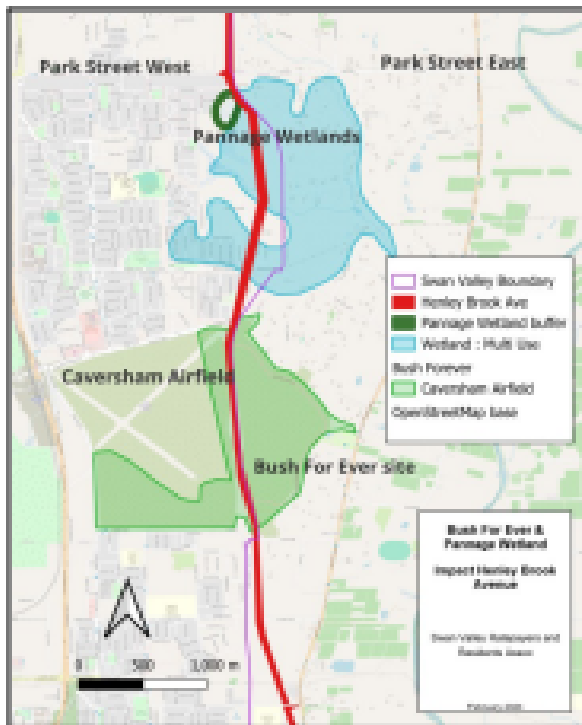 Park Street West
Park Street East
Pannage Wetlands
Swan Valley Boundary
Henley Brook Ave
Pannage Wetland buffer
Wetland : Multi Use
Bush Forever
Caversham Airfield
OpenStreetMap base
Caversham Airfield
Bush For Ever site
Bush For Ever &
Pannage Wetland
Impact Henley Brook
Avenue
Swan Valley Ratepayers and
Residents
0 500 1,000 m
February